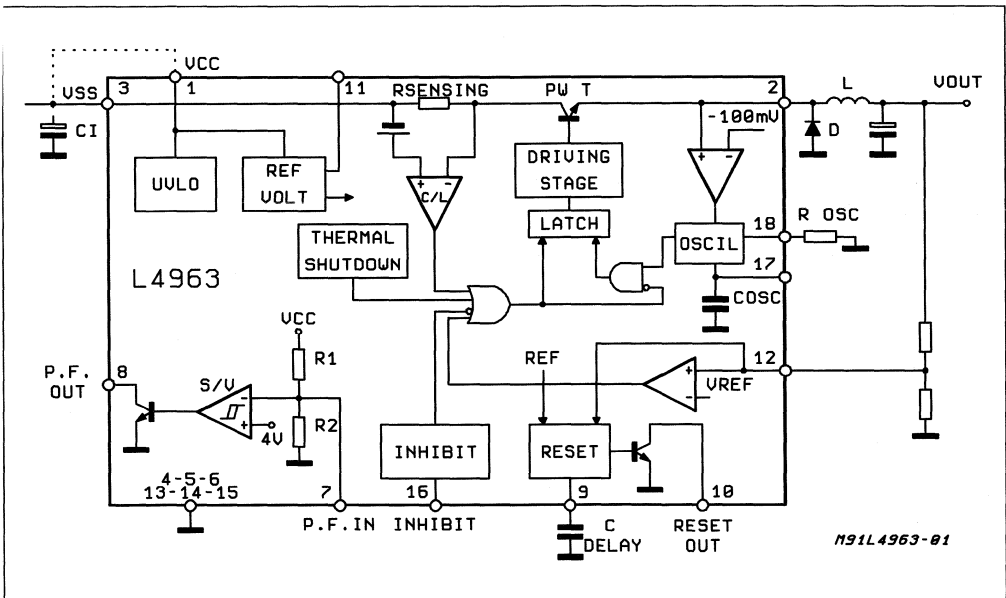 VCC
VSS
3
1
11
RSENSING
PW T
2
L
VOUT
CI
-100mV
D
+
-
UVLO
REF
VOLT
+
-
C/L
DRIVING
STAGE
LATCH
OSCIL
18
R OSC
17
THERMAL
SHUTDOWN
L4963
COSC
VCC
R1
P.F.
OUT
8
S/V
-
+
4V
R2
REF
+
-
VREF
12
INHIBIT
RESET
4-5-6
13-14-15
7
16
9
10
P.F.IN
INHIBIT
C
DELAY
RESET
OUT
M91L4963-01